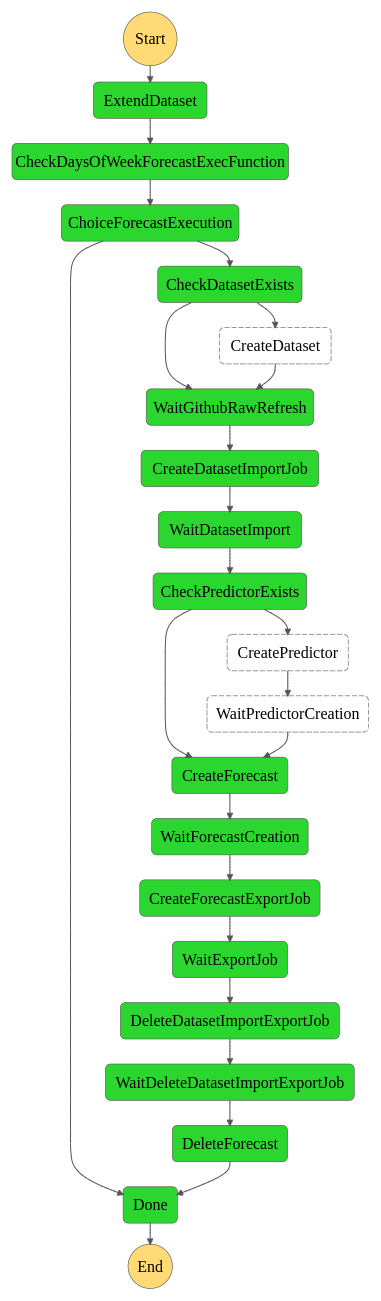 Start
ExtendDataset
CheckDaysOfWeekForecastExecFunction
ChoiceForecastExecution
CheckDatasetExists
CreateDataset
WaitGithubRawRefresh
CreateDatasetImportJob
WaitDatasetImport
CheckPredictorExists
CreatePredictor
WaitPredictorCreation
CreateForecast
WaitForecastCreation
CreateForecastExportJob
WaitExportJob
DeleteDatasetImportExportJob
WaitDeleteDatasetImportExportJob
DeleteForecast
Done
End